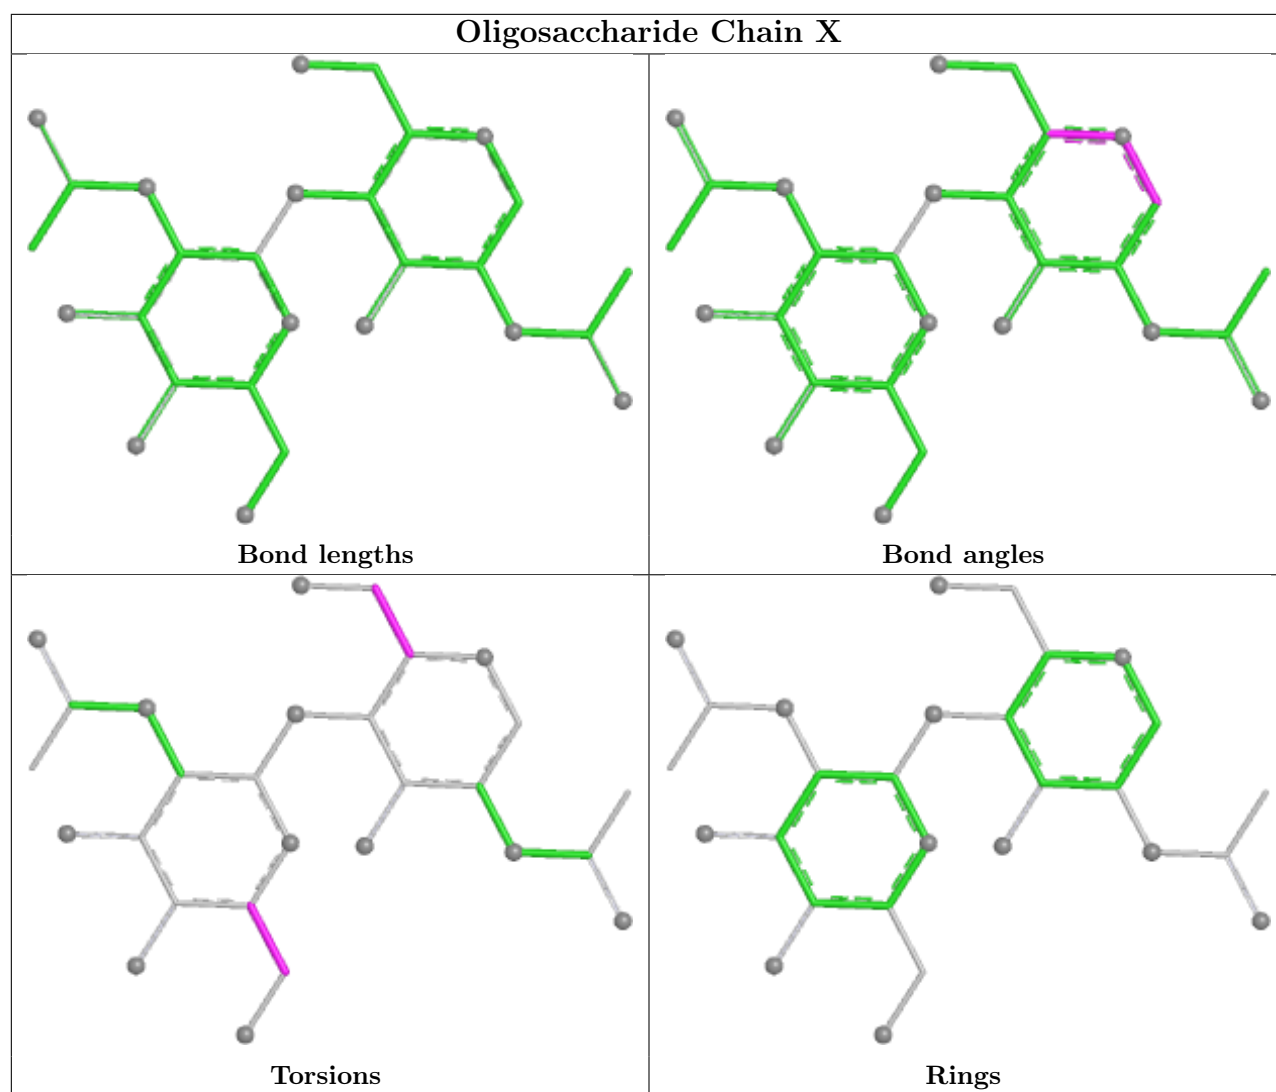 Oligosaccharide Chain X
Bond lengths
Bond angles
Torsions
Rings